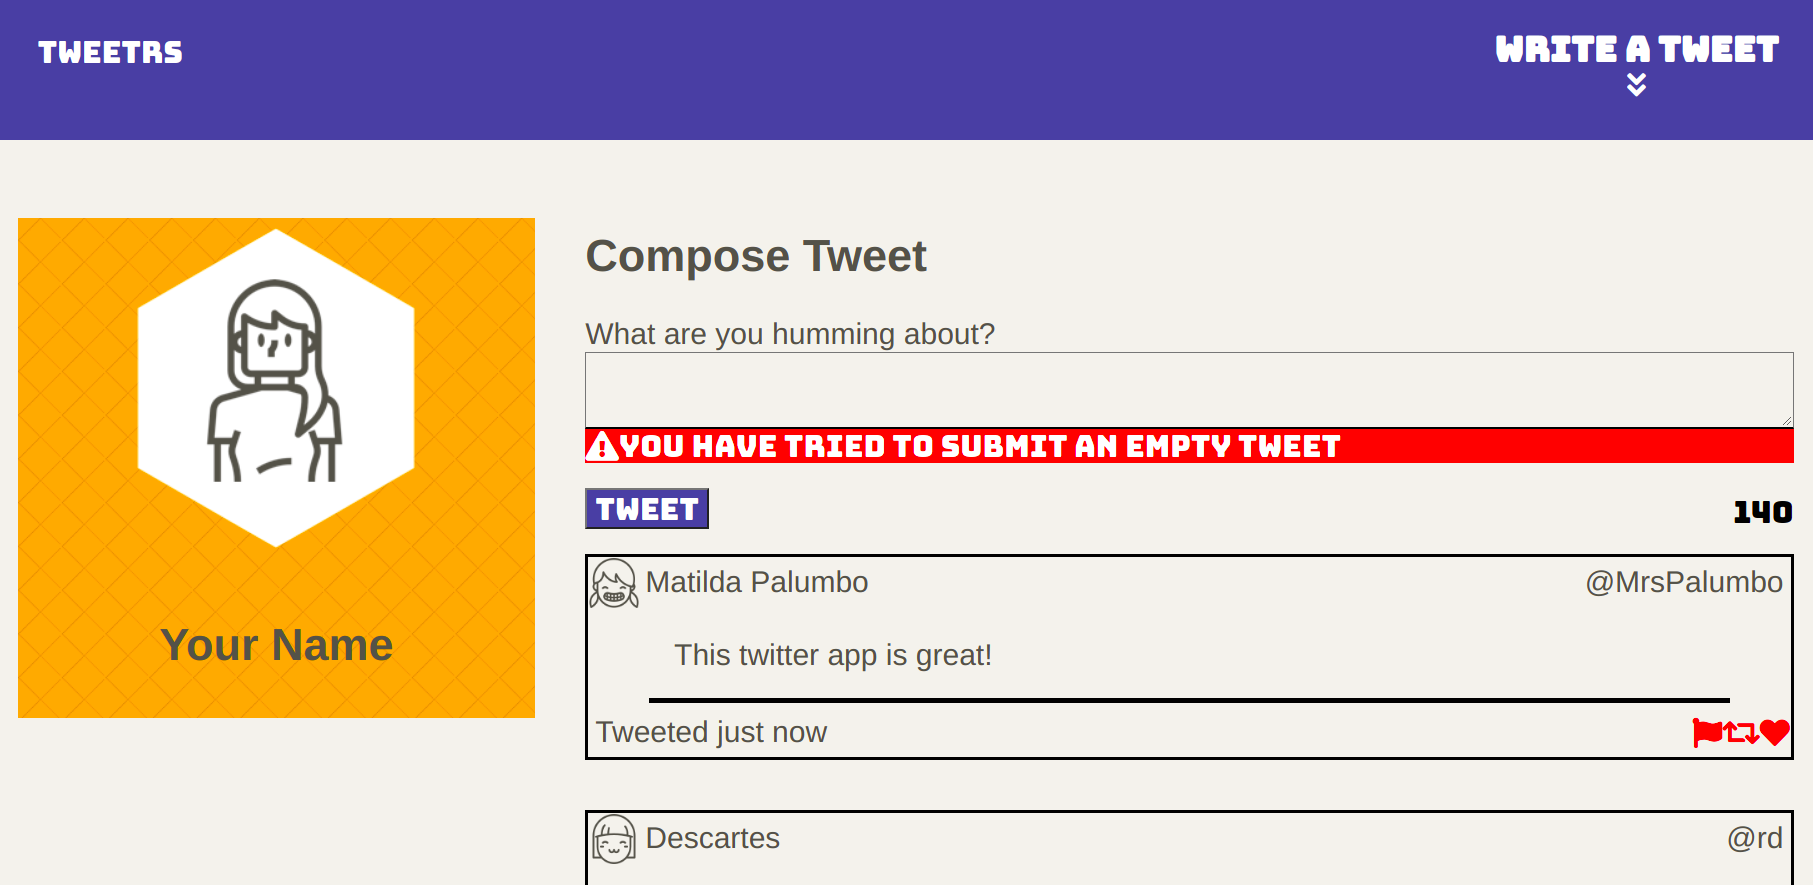 TWEETRS
WRITE A TWEET
Your Name
Compose Tweet
What are you humming about?
YOU HAVE TRIED TO SUBMIT AN EMPTY TWEET
TWEET
140
Matilda Palumbo
@MrsPalumbo
This twitter app is great!
Tweeted just now
Descartes
@rd